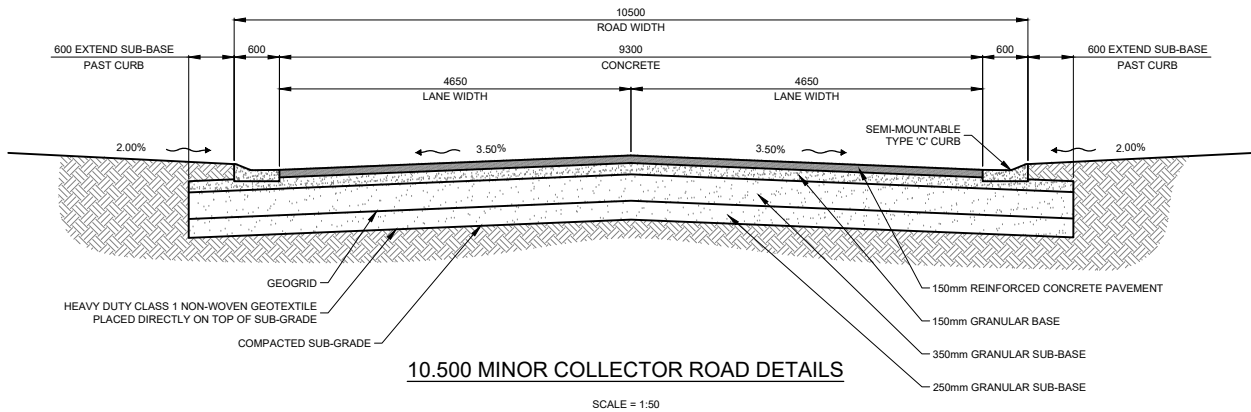 10500
ROAD WIDTH
600 EXTEND SUB-BASE
PAST CURB
600
9300
CONCRETE
600
600 EXTEND SUB-BASE
PAST CURB
4650
LANE WIDTH
4650
LANE WIDTH
SEMI-MOUNTABLE
TYPE 'C' CURB
2.00%
3.50%
3.50%
2.00%
GEOGRID
HEAVY DUTY CLASS 1 NON-WOVEN GEOTEXTILE
PLACED DIRECTLY ON TOP OF SUB-GRADE
COMPACTED SUB-GRADE
150mm REINFORCED CONCRETE PAVEMENT
150mm GRANULAR BASE
350mm GRANULAR SUB-BASE
250mm GRANULAR SUB-BASE
10.500 MINOR COLLECTOR ROAD DETAILS
SCALE = 1:50